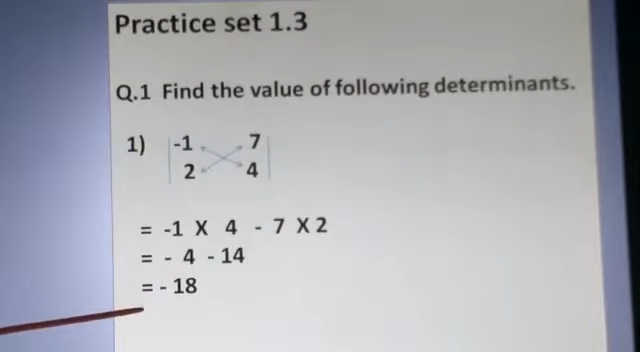 Practice set 1.3
Q.1 Find the value of following determinants.
1) |-1 7|
|2 4|
= -1 X 4 - 7 X 2
= - 4 - 14
= - 18